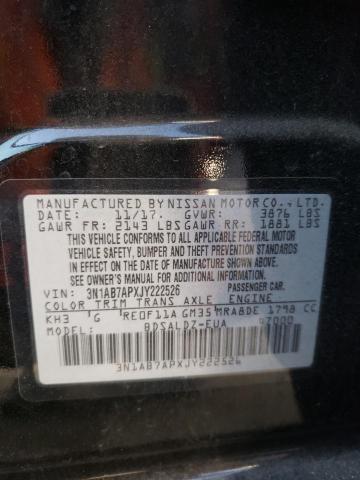 MANUFACTURED BY NISSAN MOTOR CO., LTD.
DATE: 11/17. GVWR: 3876 LBS
GAWR FR: 2143 LBS GAWR RR: 1881 LBS
THIS VEHICLE CONFORMS TO ALL APPLICABLE FEDERAL MOTOR
VEHICLE SAFETY, BUMPER AND THEFT PREVENTION STANDARDS
IN EFFECT ON THE DATE OF MANUFACTURE SHOWN ABOVE.
SEE OWNER'S MANUAL FOR LOADING AND ADDITIONAL INFORMATION.
VIN: 3N1AB7APXJY222526 PASSENGER CAR
COLOR TRIM TRANS AXLE ENGINE
KH3 G RE0F11A GM35 MRA8DE 1798 CC
MODEL: BDSALDZ-EUA
3N1AB7APXJY222526